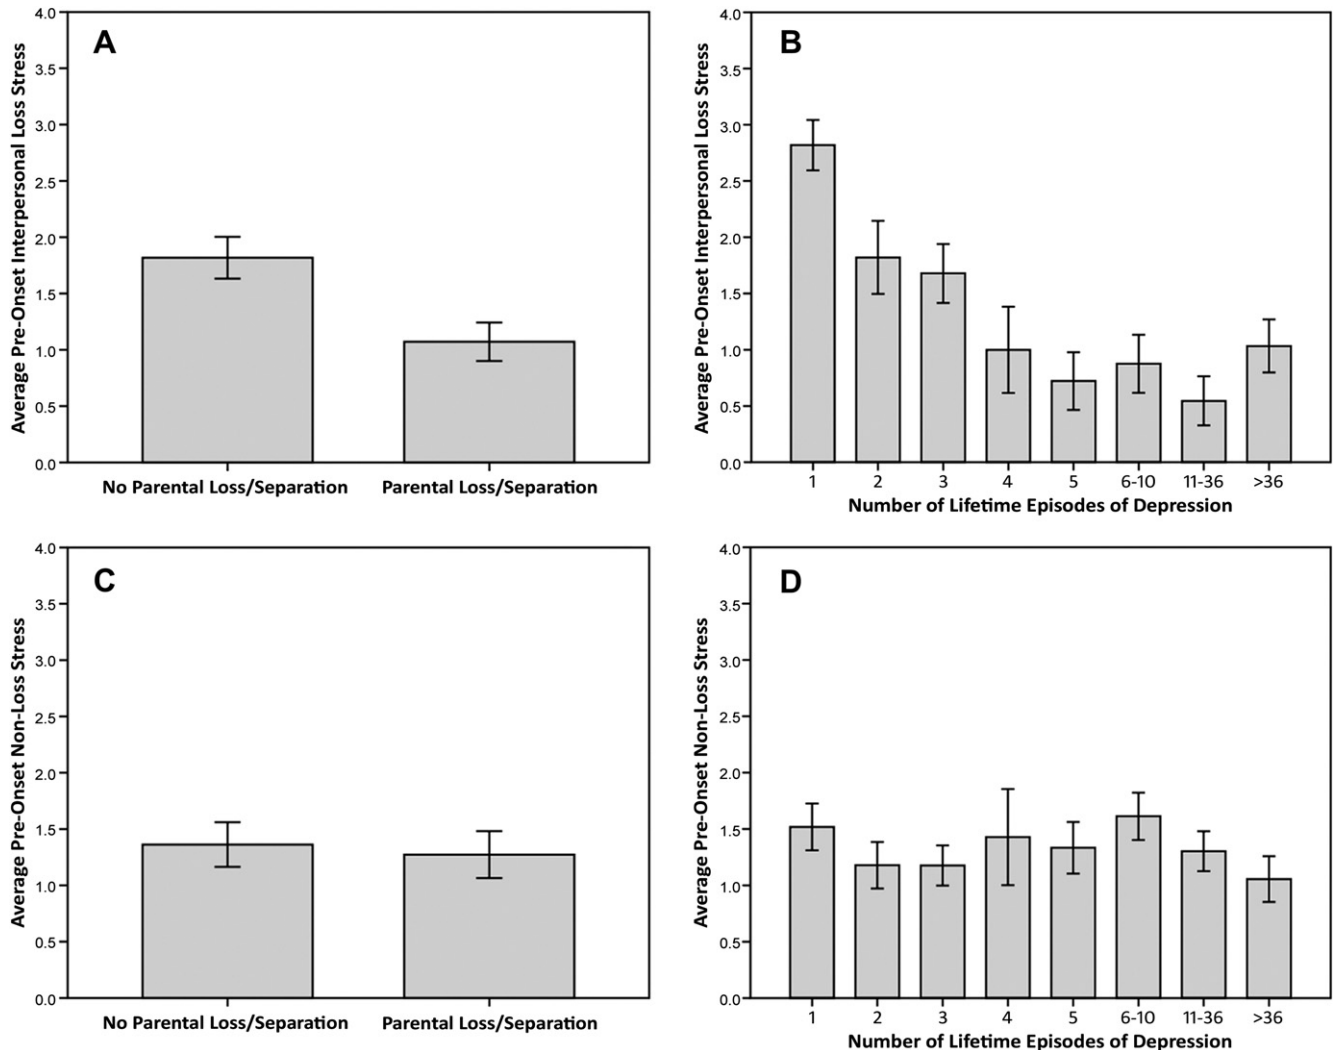 A
Average Pre-Onset Interpersonal Loss Stress
4.0
3.5
3.0
2.5
2.0
1.5
1.0
0.5
0.0
No Parental Loss/Separation Parental Loss/Separation
B
Average Pre-Onset Interpersonal Loss Stress
4.0
3.5
3.0
2.5
2.0
1.5
1.0
0.5
0.0
1 2 3 4 5 6-10 11-36 >36
Number of Lifetime Episodes of Depression
C
Average Pre-Onset Non-Loss Stress
4.0
3.5
3.0
2.5
2.0
1.5
1.0
0.5
0.0
No Parental Loss/Separation Parental Loss/Separation
D
Average Pre-Onset Non-Loss Stress
4.0
3.5
3.0
2.5
2.0
1.5
1.0
0.5
0.0
1 2 3 4 5 6-10 11-36 >36
Number of Lifetime Episodes of Depression